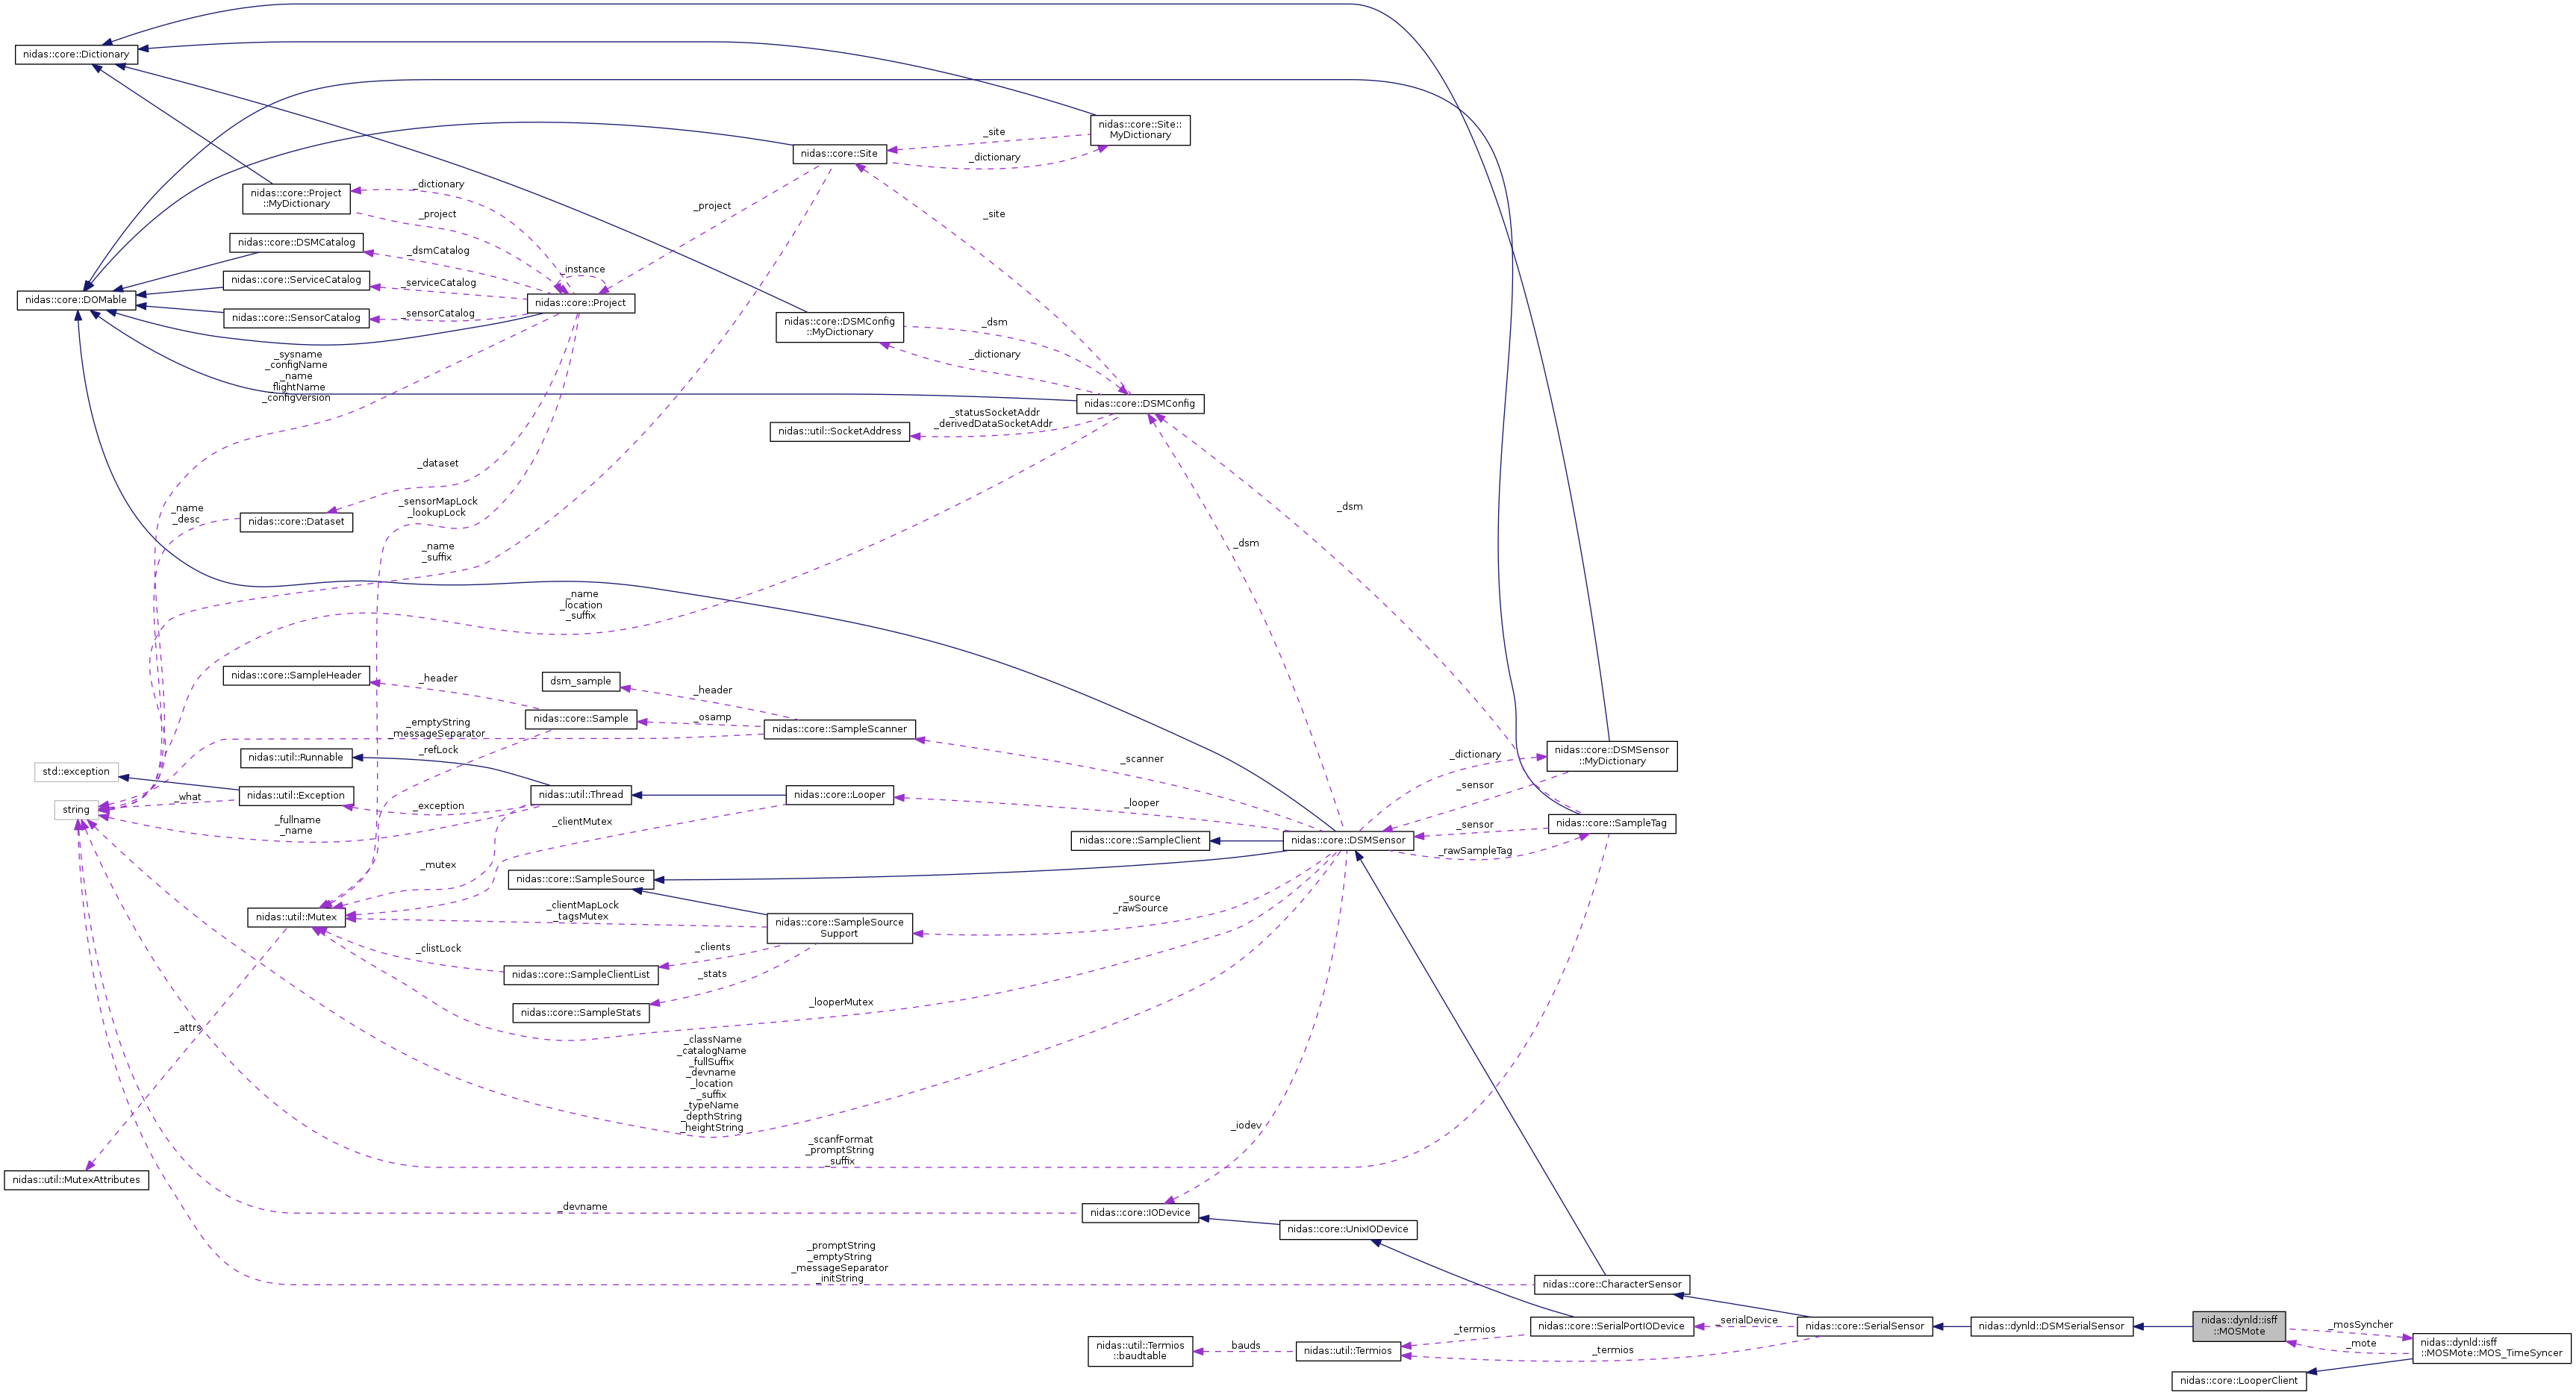 nidas::core::Dictionary
nidas::core::Site::
MyDictionary
_site
_dictionary
nidas::core::Site
nidas::core::Project
::MyDictionary
_dictionary
_project
_project
_site
nidas::core::DSMCatalog
_dsmCatalog
_instance
nidas::core::ServiceCatalog
_serviceCatalog
nidas::core::DOMable
nidas::core::Project
nidas::core::SensorCatalog
_sensorCatalog
nidas::core::DSMConfig
::MyDictionary
_dsm
_dictionary
_sysname
_configName
_name
flightName
_configVersion
nidas::core::DSMConfig
nidas::util::SocketAddress
_statusSocketAddr
_derivedDataSocketAddr
_dataset
_sensorMapLock
_lookupLock
_name
_desc
nidas::core::Dataset
_dsm
_dsm
_name
_suffix
_name
_location
_suffix
nidas::core::SampleHeader
_header
dsm_sample
_header
_osamp
nidas::core::Sample
_emptyString
_messageSeparator
nidas::core::SampleScanner
_refLock
nidas::util::Runnable
_scanner
_dictionary
nidas::core::DSMSensor
::MyDictionary
std::exception
nidas::util::Exception
_what
string
_exception
nidas::util::Thread
nidas::core::Looper
_looper
_sensor
_fullname
_name
_clientMutex
nidas::core::SampleTag
_sensor
nidas::core::SampleClient
nidas::core::DSMSensor
_rawSampleTag
_mutex
nidas::core::SampleSource
_source
_rawSource
_clientMapLock
_tagsMutex
nidas::util::Mutex
nidas::core::SampleSource
Support
_clistLock
_clients
nidas::core::SampleClientList
_stats
_looperMutex
nidas::core::SampleStats
_attrs
_className
_catalogName
_fullSuffix
_devname
_location
_suffix
_typeName
_depthString
_heightString
_iodev
_scanfFormat
_promptString
_suffix
nidas::util::MutexAttributes
_devname
nidas::core::IODevice
nidas::core::UnixIODevice
_promptString
_emptyString
_messageSeparator
_initString
nidas::core::CharacterSensor
nidas::core::SerialPortIODevice
_serialDevice
nidas::core::SerialSensor
nidas::dynld::DSMSerialSensor
nidas::dynld::isff
::MOSMote
_mosSyncher
_mote
nidas::dynld::isff
::MOSMote::MOS_TimeSyncer
_termios
nidas::util::Termios
::baudtable
bauds
nidas::util::Termios
_termios
nidas::core::LooperClient